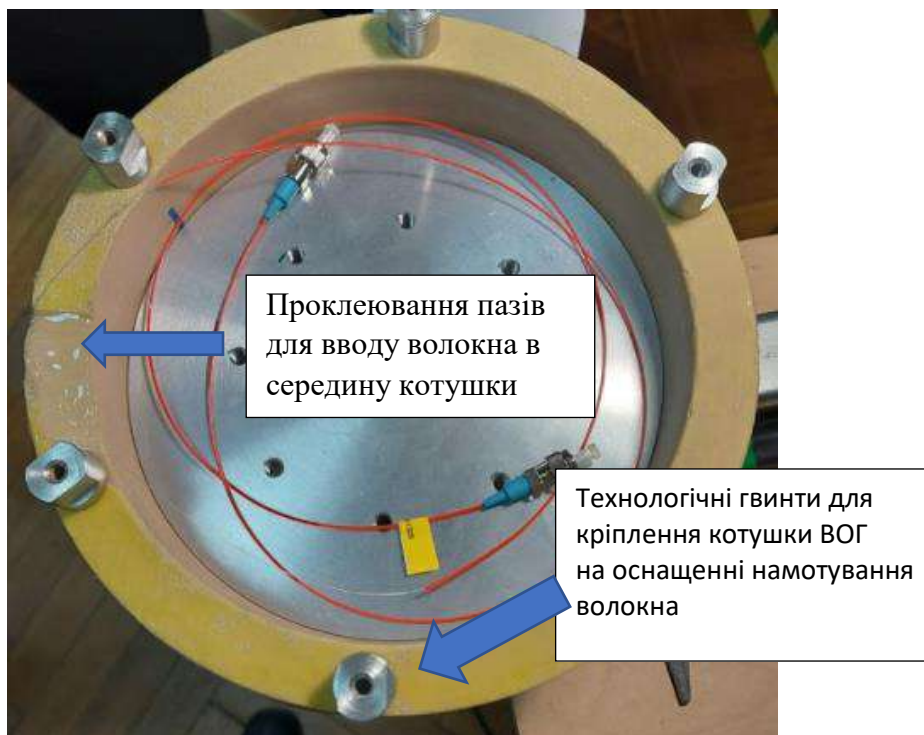 Проклеювання пазів
для вводу волокна в
середину котушки
Технологічні гвинти для
кріплення котушки ВОГ
на оснащенні намотування
волокна